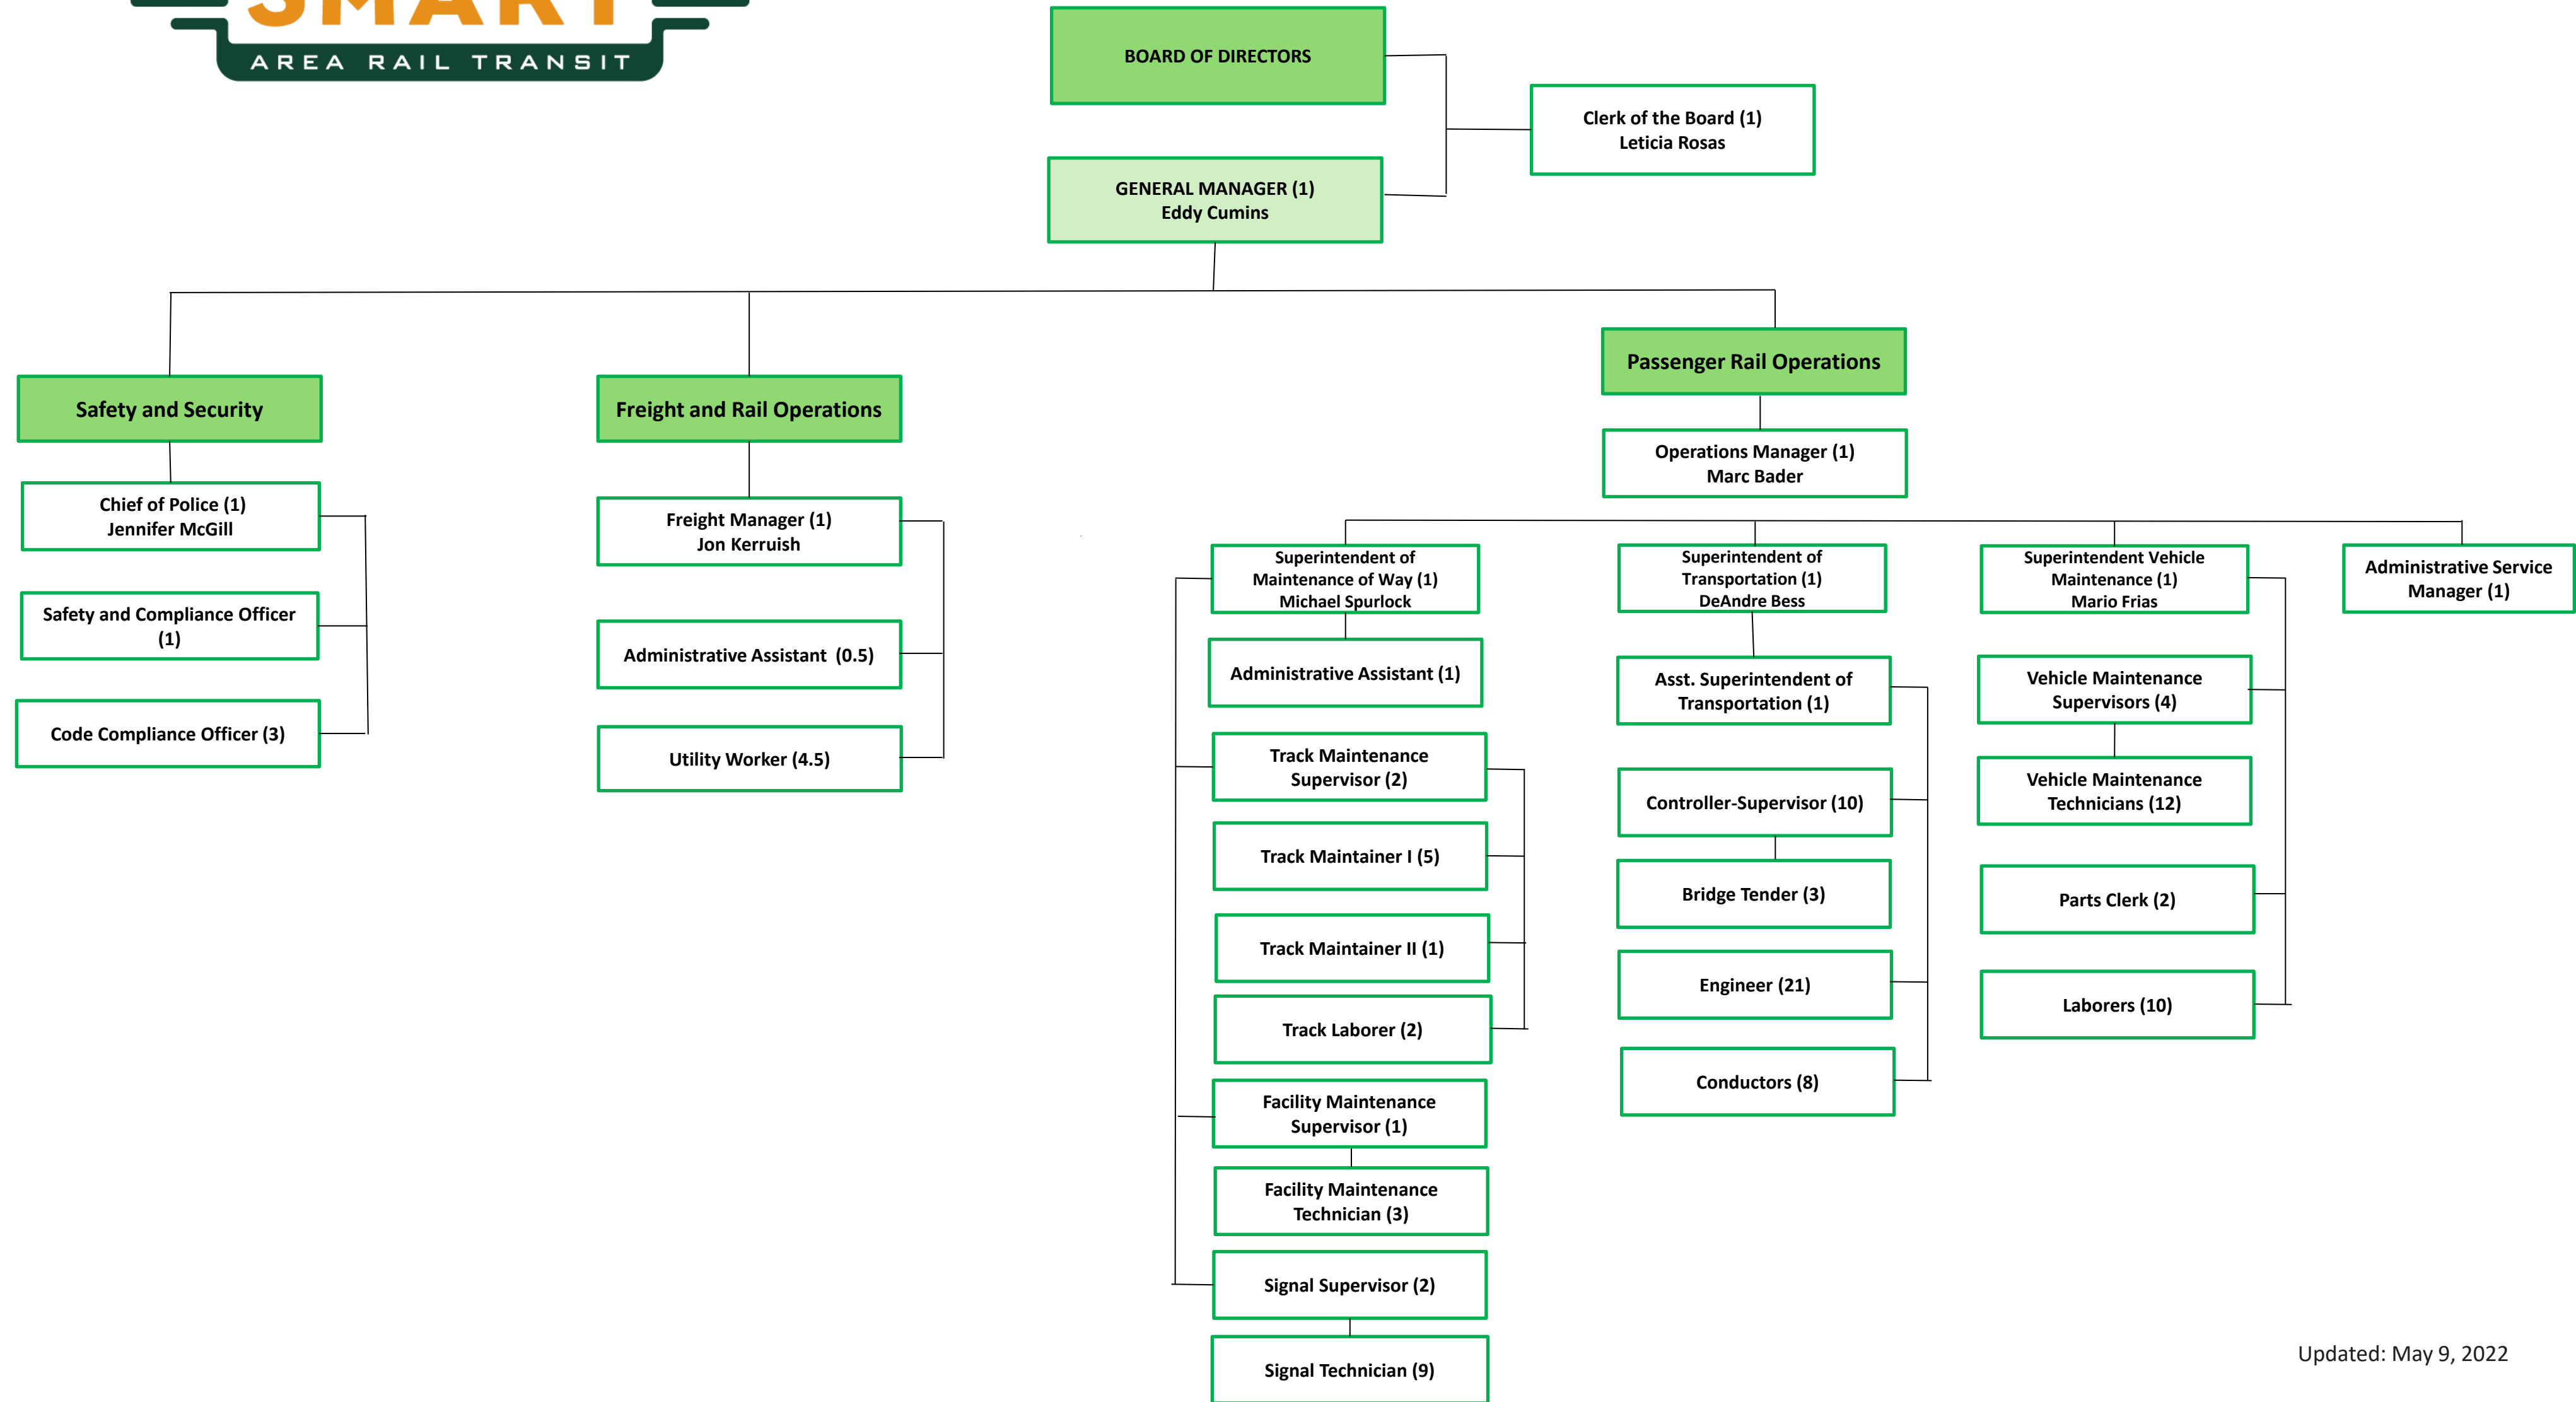 SMART
AREA RAIL TRANSIT
BOARD OF DIRECTORS
Clerk of the Board (1)
Leticia Rosas
GENERAL MANAGER (1)
Eddy Cumins
Safety and Security
Chief of Police (1)
Jennifer McGill
Safety and Compliance Officer
(1)
Code Compliance Officer (3)
Freight and Rail Operations
Freight Manager (1)
Jon Kerruish
Administrative Assistant (0.5)
Utility Worker (4.5)
Passenger Rail Operations
Operations Manager (1)
Marc Bader
Superintendent of
Maintenance of Way (1)
Michael Spurlock
Administrative Assistant (1)
Track Maintenance
Supervisor (2)
Track Maintainer I (5)
Track Maintainer II (1)
Track Laborer (2)
Facility Maintenance
Supervisor (1)
Facility Maintenance
Technician (3)
Signal Supervisor (2)
Signal Technician (9)
Superintendent of
Transportation (1)
DeAndre Bess
Asst. Superintendent of
Transportation (1)
Controller-Supervisor (10)
Bridge Tender (3)
Engineer (21)
Conductors (8)
Superintendent Vehicle
Maintenance (1)
Mario Frias
Vehicle Maintenance
Supervisors (4)
Vehicle Maintenance
Technicians (12)
Parts Clerk (2)
Laborers (10)
Administrative Service
Manager (1)
Updated: May 9, 2022